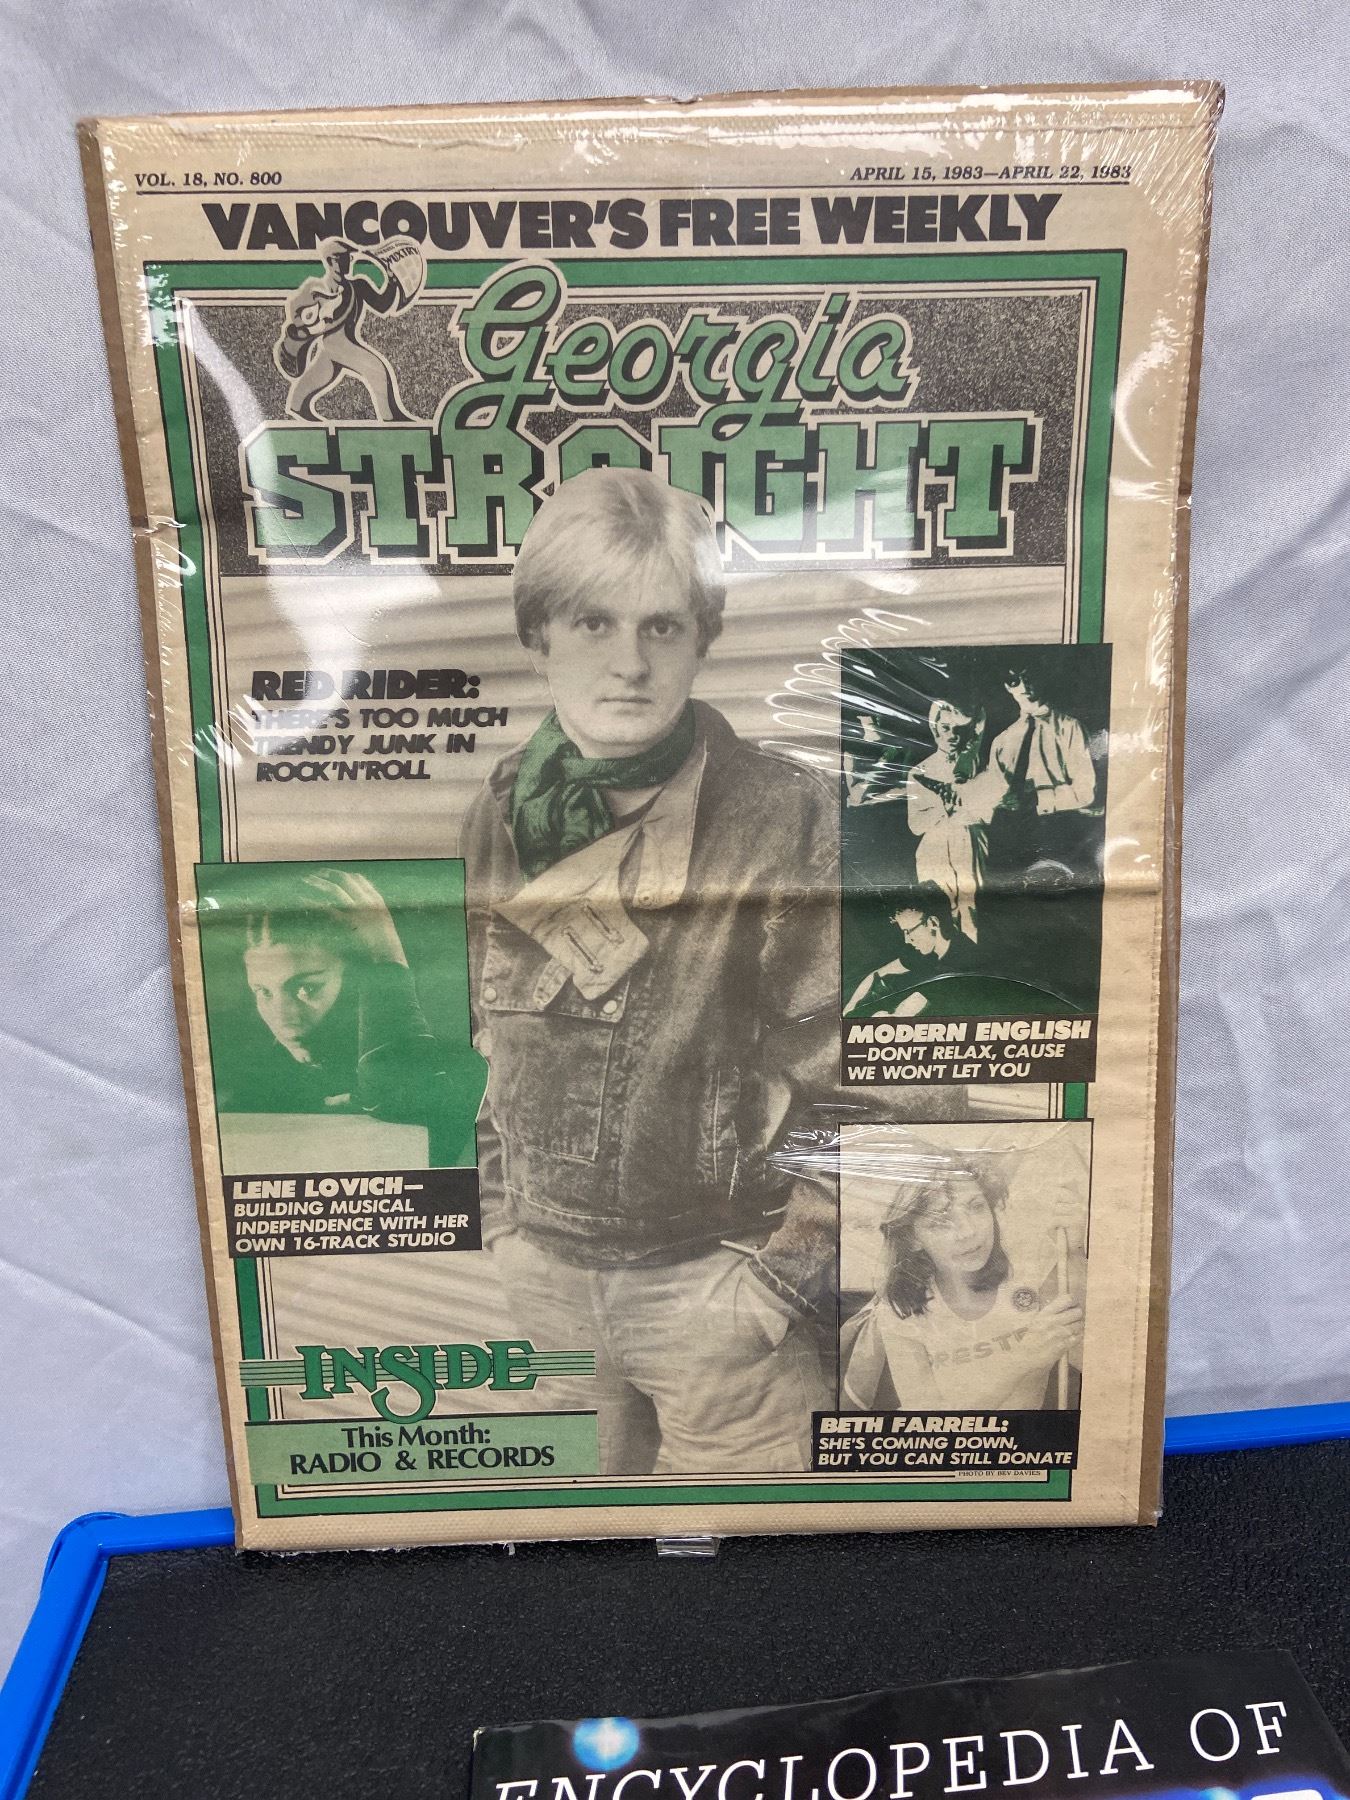 VOL. 18, NO. 800
APRIL 15, 1983—APRIL 22, 1983
VANCOUVER'S FREE WEEKLY
WUXTRY
Georgia
STRAIGHT
RED RIDER:
THERE'S TOO MUCH
TRENDY JUNK IN
ROCK'N'ROLL
MODERN ENGLISH
—DON'T RELAX, CAUSE
WE WON'T LET YOU
LENE LOVICH—
BUILDING MUSICAL
INDEPENDENCE WITH HER
OWN 16-TRACK STUDIO
INSIDE
This Month:
RADIO & RECORDS
BETH FARRELL:
SHE'S COMING DOWN,
BUT YOU CAN STILL DONATE
PHOTO BY BEV DAVIES
ENCYCLOPEDIA OF